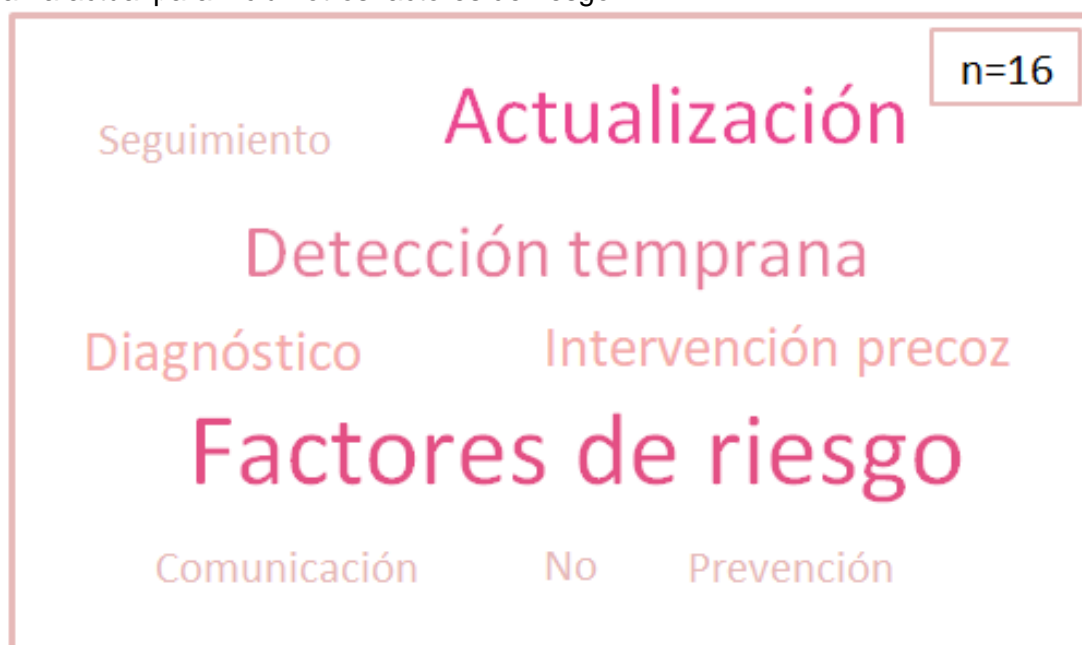 n=16
Seguimiento Actualización
Detección temprana
Diagnóstico Intervención precoz
Factores de riesgo
Comunicación No Prevención